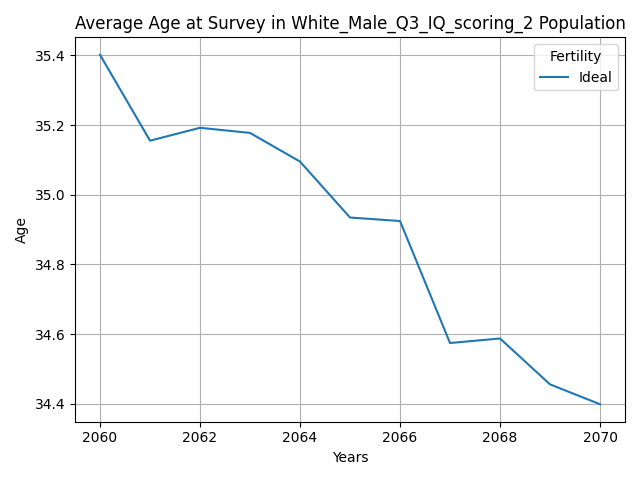 Average Age at Survey in White_Male_Q3_IQ_scoring_2 Population
Fertility
Ideal
35.4
35.2
35.0
34.8
34.6
34.4
Age
2060 2062 2064 2066 2068 2070
Years